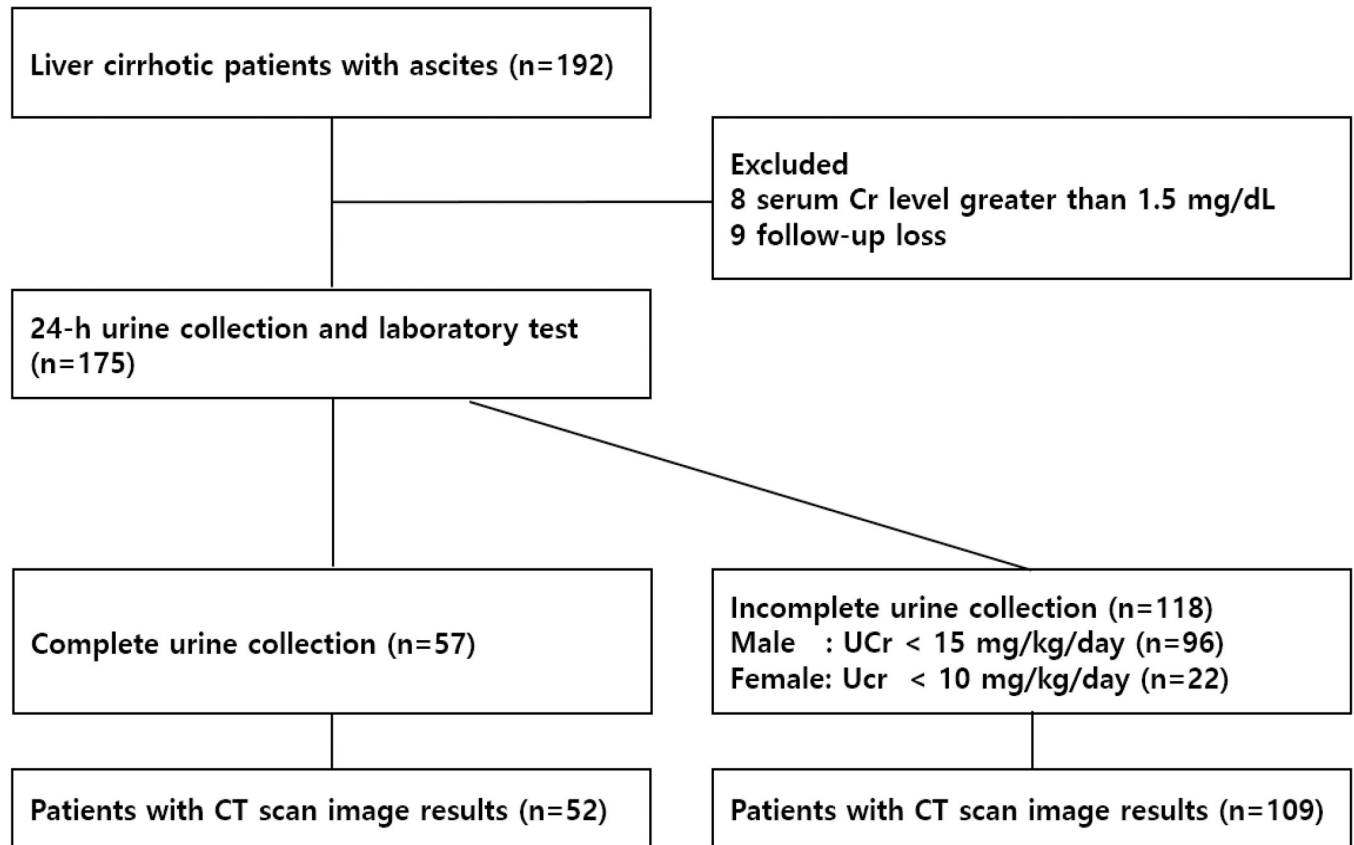 Liver cirrhotic patients with ascites (n=192)
Excluded
8 serum Cr level greater than 1.5 mg/dL
9 follow-up loss
24-h urine collection and laboratory test
(n=175)
Complete urine collection (n=57)
Incomplete urine collection (n=118)
Male   : UCr < 15 mg/kg/day (n=96)
Female: Ucr  < 10 mg/kg/day (n=22)
Patients with CT scan image results (n=52)
Patients with CT scan image results (n=109)